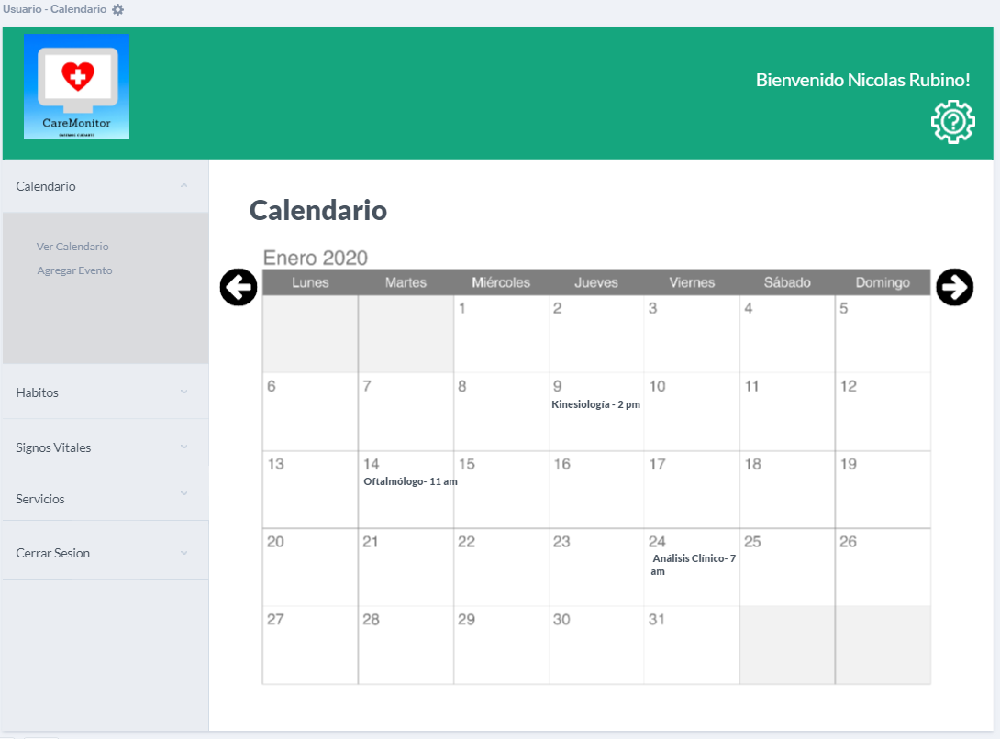 Usuario - Calendario
CareMonitor
Bienvenido Nicolas Rubino!
Calendario
Ver Calendario
Agregar Evento
Habitos
Signos Vitales
Servicios
Cerrar Sesion
Calendario
Enero 2020
Lunes Martes Miércoles Jueves Viernes Sábado Domingo
1 2 3 4 5
6 7 8 9 10 11 12
Kinesiología - 2 pm
13 14 15 16 17 18 19
Oftalmólogo- 11 am
20 21 22 23 24 25 26
Análisis Clínico- 7
am
27 28 29 30 31